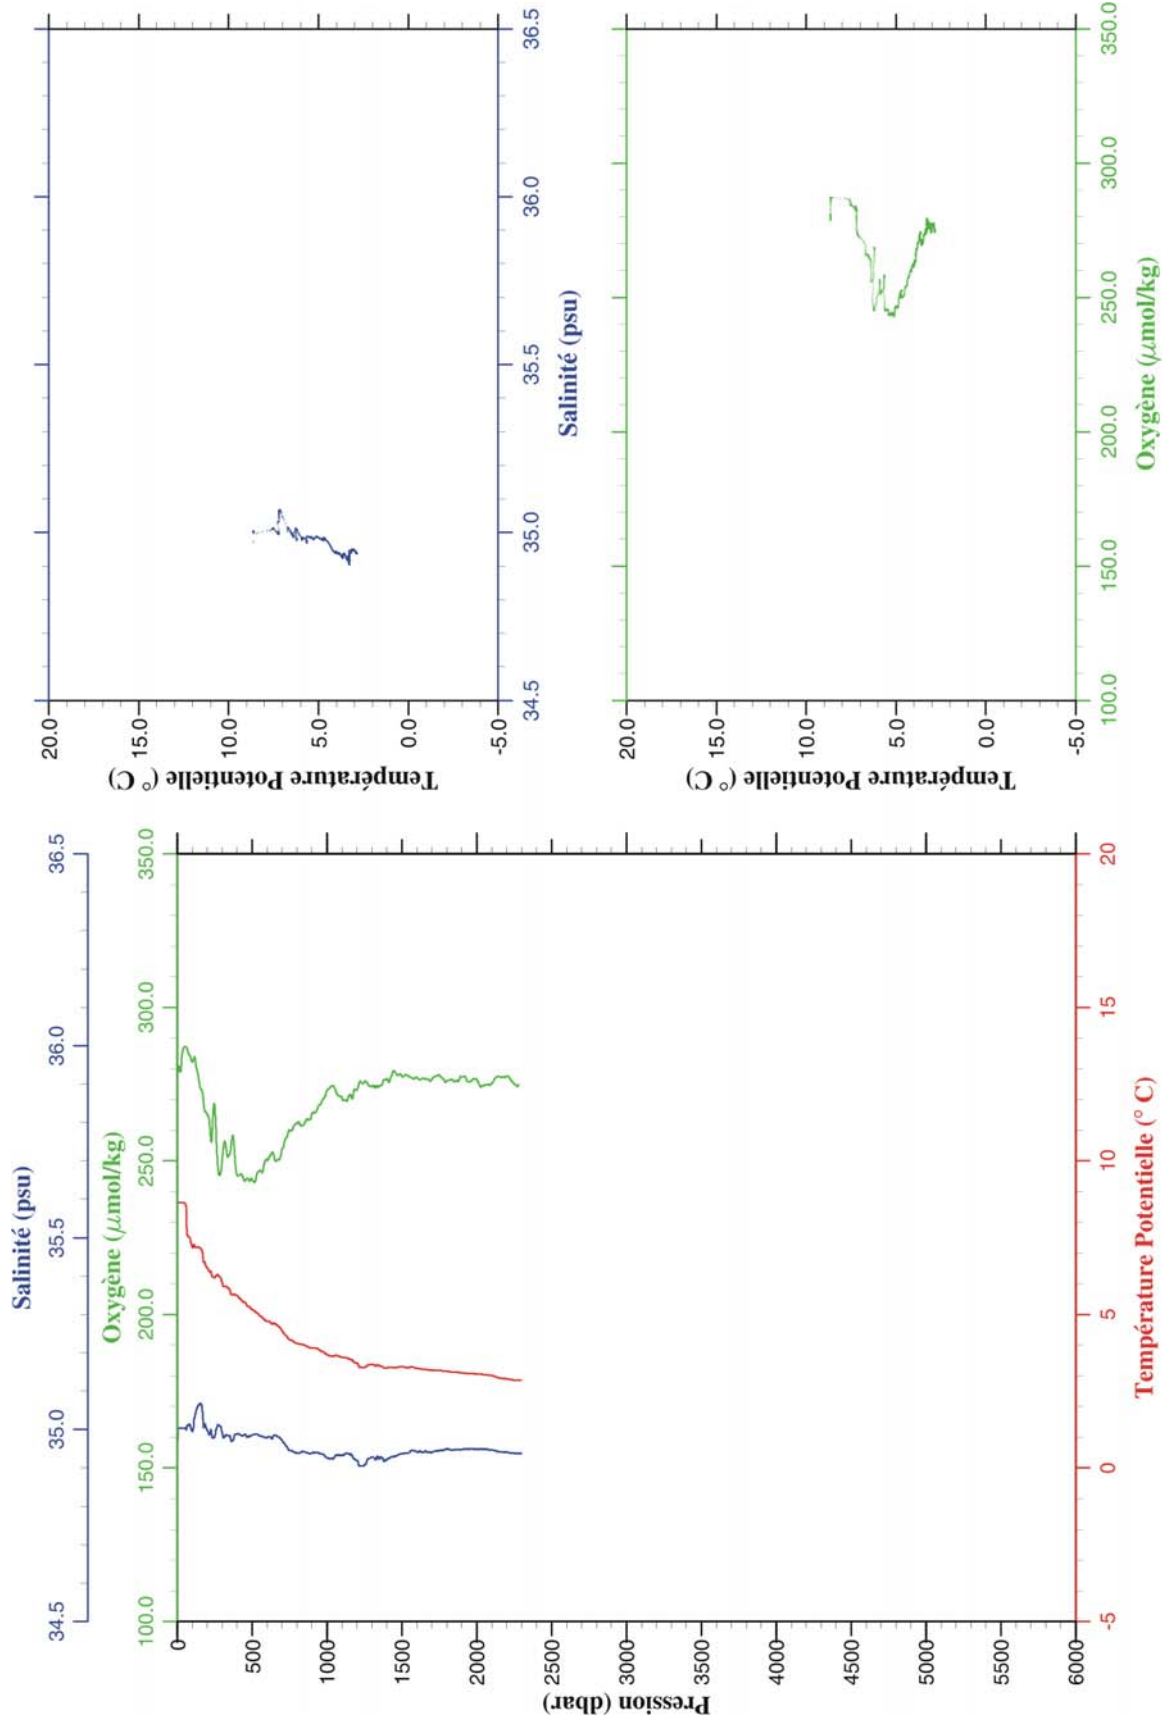 Salinité (psu)
34.5 35.0 35.5 36.0 36.5
Oxygène (μmol/kg)
100.0 150.0 200.0 250.0 300.0 350.0
Pression (dbar)
0
500
1000
1500
2000
2500
3000
3500
4000
4500
5000
5500
6000
-5 0 5 10 15 20
Température Potentielle (° C)
Température Potentielle (° C)
20.0
15.0
10.0
5.0
0.0
-5.0
34.5 35.0 35.5 36.0 36.5
Salinité (psu)
Température Potentielle (° C)
20.0
15.0
10.0
5.0
0.0
-5.0
100.0 150.0 200.0 250.0 300.0 350.0
Oxygène (μmol/kg)